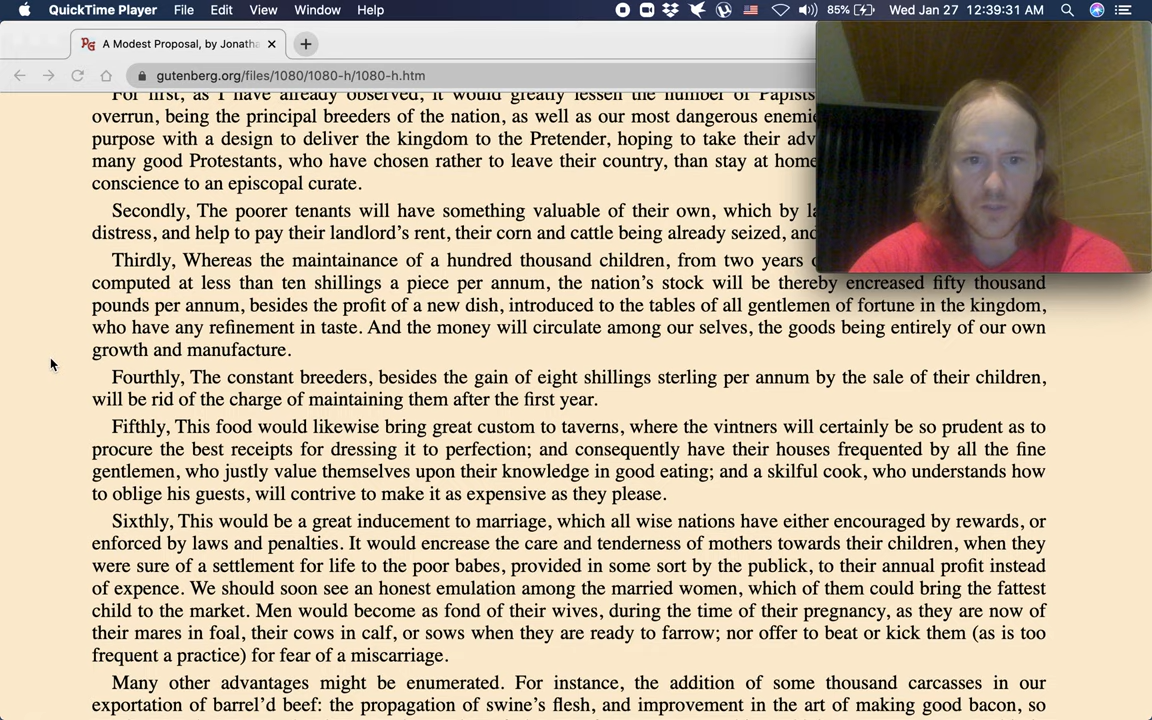 QuickTime Player File Edit View Window Help 85% Wed Jan 27 12:39:31 AM
A Modest Proposal, by Jonatha
gutenberg.org/files/1080/1080-h/1080-h.htm
For first, as I have already observed, it would greatly lessen the number of Papists
overrun, being the principal breeders of the nation, as well as our most dangerous enemie
purpose with a design to deliver the kingdom to the Pretender, hoping to take their adv
many good Protestants, who have chosen rather to leave their country, than stay at home
conscience to an episcopal curate.
Secondly, The poorer tenants will have something valuable of their own, which by la
distress, and help to pay their landlord's rent, their corn and cattle being already seized, and
Thirdly, Whereas the maintainance of a hundred thousand children, from two years o
computed at less than ten shillings a piece per annum, the nation's stock will be thereby encreased fifty thousand
pounds per annum, besides the profit of a new dish, introduced to the tables of all gentlemen of fortune in the kingdom,
who have any refinement in taste. And the money will circulate among our selves, the goods being entirely of our own
growth and manufacture.
Fourthly, The constant breeders, besides the gain of eight shillings sterling per annum by the sale of their children,
will be rid of the charge of maintaining them after the first year.
Fifthly, This food would likewise bring great custom to taverns, where the vintners will certainly be so prudent as to
procure the best receipts for dressing it to perfection; and consequently have their houses frequented by all the fine
gentlemen, who justly value themselves upon their knowledge in good eating; and a skilful cook, who understands how
to oblige his guests, will contrive to make it as expensive as they please.
Sixthly, This would be a great inducement to marriage, which all wise nations have either encouraged by rewards, or
enforced by laws and penalties. It would encrease the care and tenderness of mothers towards their children, when they
were sure of a settlement for life to the poor babes, provided in some sort by the publick, to their annual profit instead
of expence. We should soon see an honest emulation among the married women, which of them could bring the fattest
child to the market. Men would become as fond of their wives, during the time of their pregnancy, as they are now of
their mares in foal, their cows in calf, or sows when they are ready to farrow; nor offer to beat or kick them (as is too
frequent a practice) for fear of a miscarriage.
Many other advantages might be enumerated. For instance, the addition of some thousand carcasses in our
exportation of barrel'd beef: the propagation of swine's flesh, and improvement in the art of making good bacon, so